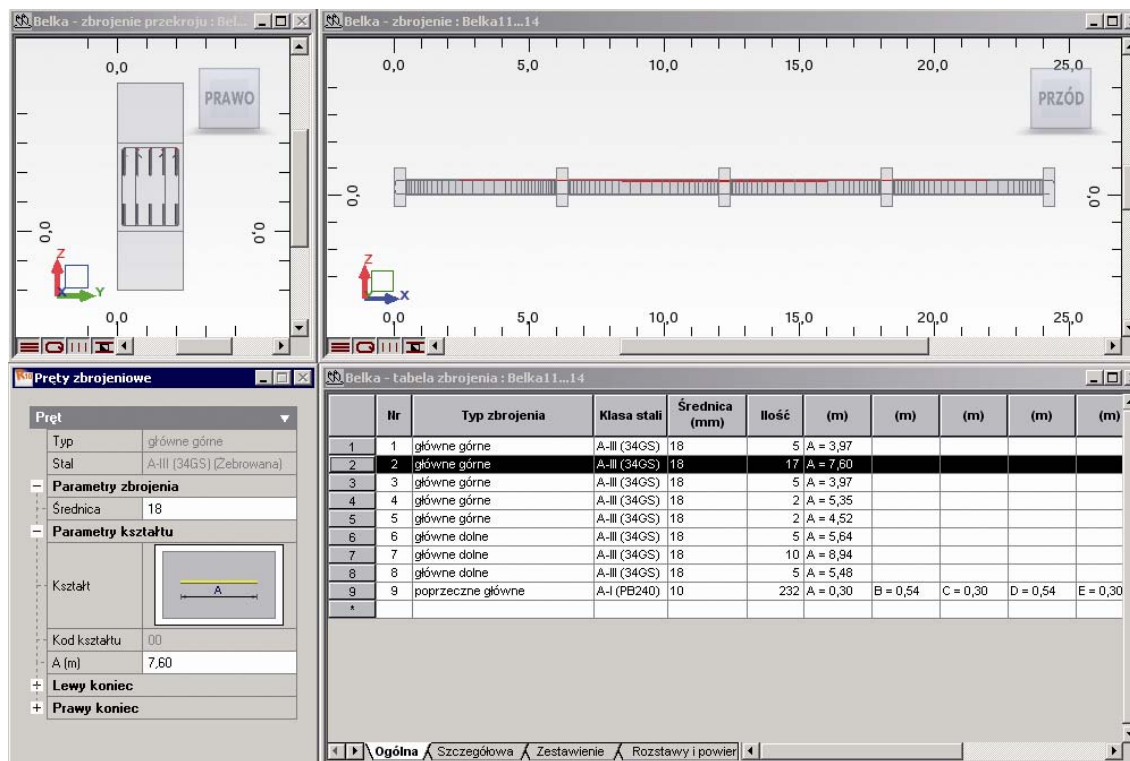 Belka - zbrojenie przekroju : Bel...
0,0
PRAWO
0,0
0,0
Z
X
Y
0,0
Belka - zbrojenie : Belka11...14
0,0 5,0 10,0 15,0 20,0 25,0
PRZÓD
0,0
0,0
Z
X
0,0 5,0 10,0 15,0 20,0 25,0
Pręty zbrojeniowe
Pręt
Typ główne górne
Stal A-III (34GS) (Żebrowana)
Parametry zbrojenia
Średnica 18
Parametry kształtu
Kształt
A
Kod kształtu 00
A (m) 7,60
Lewy koniec
Prawy koniec
Belka - tabela zbrojenia : Belka11...14
Nr Typ zbrojenia Klasa stali Średnica (mm) Ilość (m) (m) (m) (m) (m)
1 1 główne górne A-III (34GS) 18 5 A = 3,97
2 2 główne górne A-III (34GS) 18 17 A = 7,60
3 3 główne górne A-III (34GS) 18 5 A = 3,97
4 4 główne górne A-III (34GS) 18 2 A = 5,35
5 5 główne górne A-III (34GS) 18 2 A = 4,52
6 6 główne dolne A-III (34GS) 18 5 A = 5,64
7 7 główne dolne A-III (34GS) 18 10 A = 8,94
8 8 główne dolne A-III (34GS) 18 5 A = 5,48
9 9 poprzeczne główne A-I (PB240) 10 232 A = 0,30 B = 0,54 C = 0,30 D = 0,54 E = 0,30
*
Ogólna Szczegółowa Zestawienie Rozstawy i powier